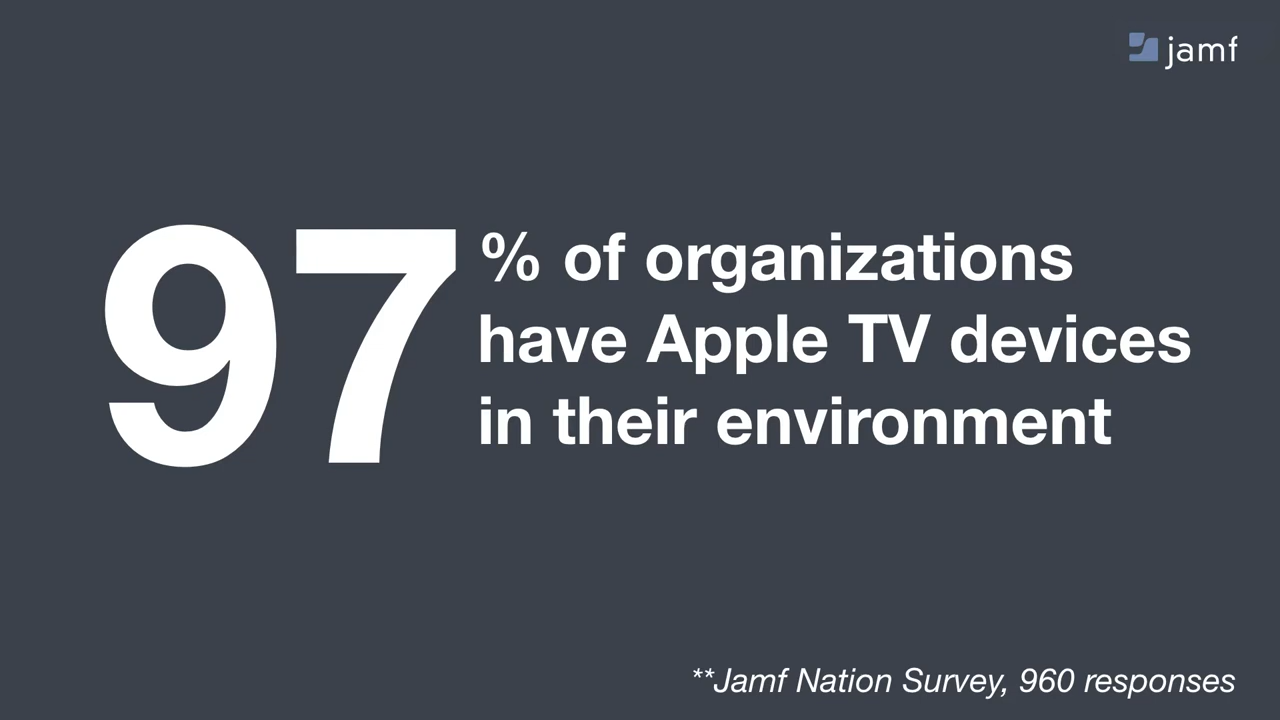 jamf
97% of organizations
have Apple TV devices
in their environment
**Jamf Nation Survey, 960 responses